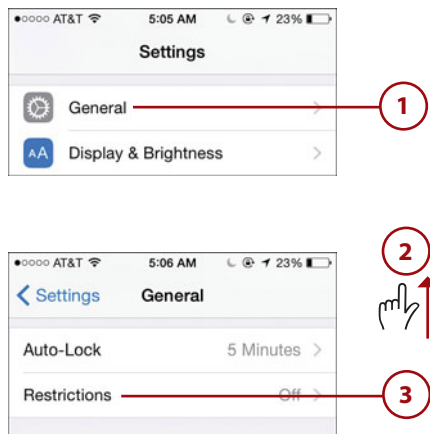 AT&T 5:05 AM 23%
Settings
General
1
AA Display & Brightness
2
AT&T 5:06 AM 23%
Settings General
Auto-Lock 5 Minutes
Restrictions Off
3